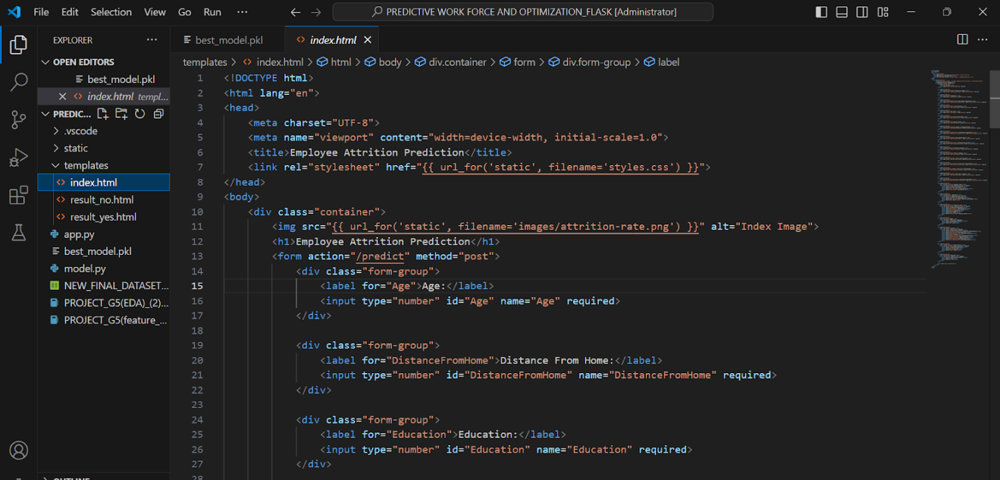 File Edit Selection View Go Run ··· PREDICTIVE WORK FORCE AND OPTIMIZATION_FLASK [Administrator]
EXPLORER ···
OPEN EDITORS
best_model.pkl
index.html templ...
PREDIC...
.vscode
static
templates
index.html
result_no.html
result_yes.html
app.py
best_model.pkl
model.py
NEW_FINAL_DATASET...
PROJECT_G5(EDA)_(2)...
PROJECT_G5(feature_...
OUTLINE
best_model.pkl index.html
templates > index.html > html > body > div.container > form > div.form-group > label
1 <!DOCTYPE html>
2 <html lang="en">
3 <head>
4 <meta charset="UTF-8">
5 <meta name="viewport" content="width=device-width, initial-scale=1.0">
6 <title>Employee Attrition Prediction</title>
7 <link rel="stylesheet" href="{{ url_for('static', filename='styles.css') }}">
8 </head>
9 <body>
10 <div class="container">
11 <img src="{{ url_for('static', filename='images/attrition-rate.png') }}" alt="Index Image">
12 <h1>Employee Attrition Prediction</h1>
13 <form action="/predict" method="post">
14 <div class="form-group">
15 <label for="Age">Age:</label>
16 <input type="number" id="Age" name="Age" required>
17 </div>
18
19 <div class="form-group">
20 <label for="DistanceFromHome">Distance From Home:</label>
21 <input type="number" id="DistanceFromHome" name="DistanceFromHome" required>
22 </div>
23
24 <div class="form-group">
25 <label for="Education">Education:</label>
26 <input type="number" id="Education" name="Education" required>
27 </div>
28